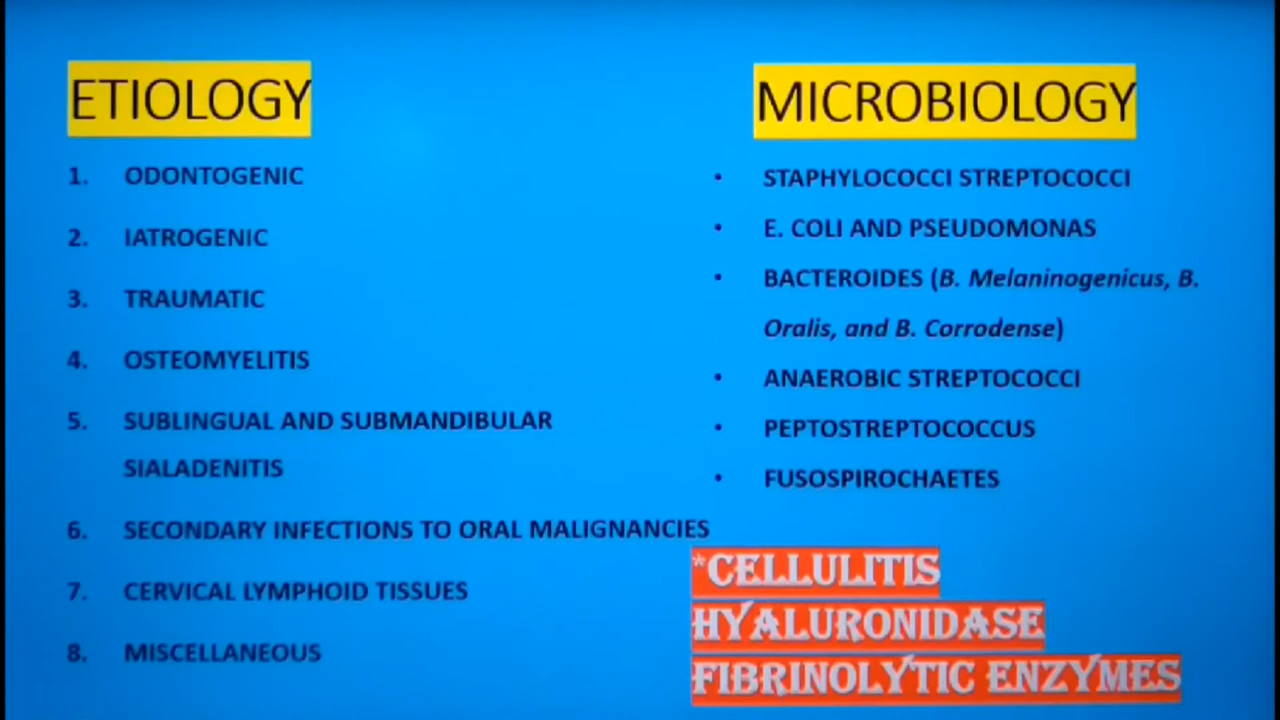 ETIOLOGY
1. ODONTOGENIC
2. IATROGENIC
3. TRAUMATIC
4. OSTEOMYELITIS
5. SUBLINGUAL AND SUBMANDIBULAR
SIALADENITIS
6. SECONDARY INFECTIONS TO ORAL MALIGNANCIES
7. CERVICAL LYMPHOID TISSUES
8. MISCELLANEOUS
MICROBIOLOGY
• STAPHYLOCOCCI STREPTOCOCCI
• E. COLI AND PSEUDOMONAS
• BACTEROIDES (B. Melaninogenicus, B.
Oralis, and B. Corrodense)
• ANAEROBIC STREPTOCOCCI
• PEPTOSTREPTOCOCCUS
• FUSOSPIROCHAETES
*CELLULITIS
HYALURONIDASE
FIBRINOLYTIC ENZYMES